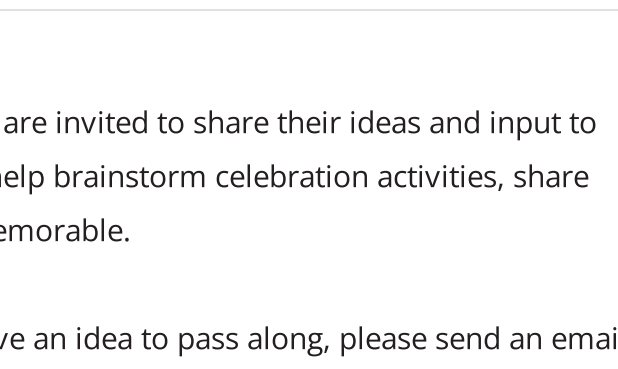 are invited to share their ideas and input to
elp brainstorm celebration activities, share
emorable.
ve an idea to pass along, please send an emai